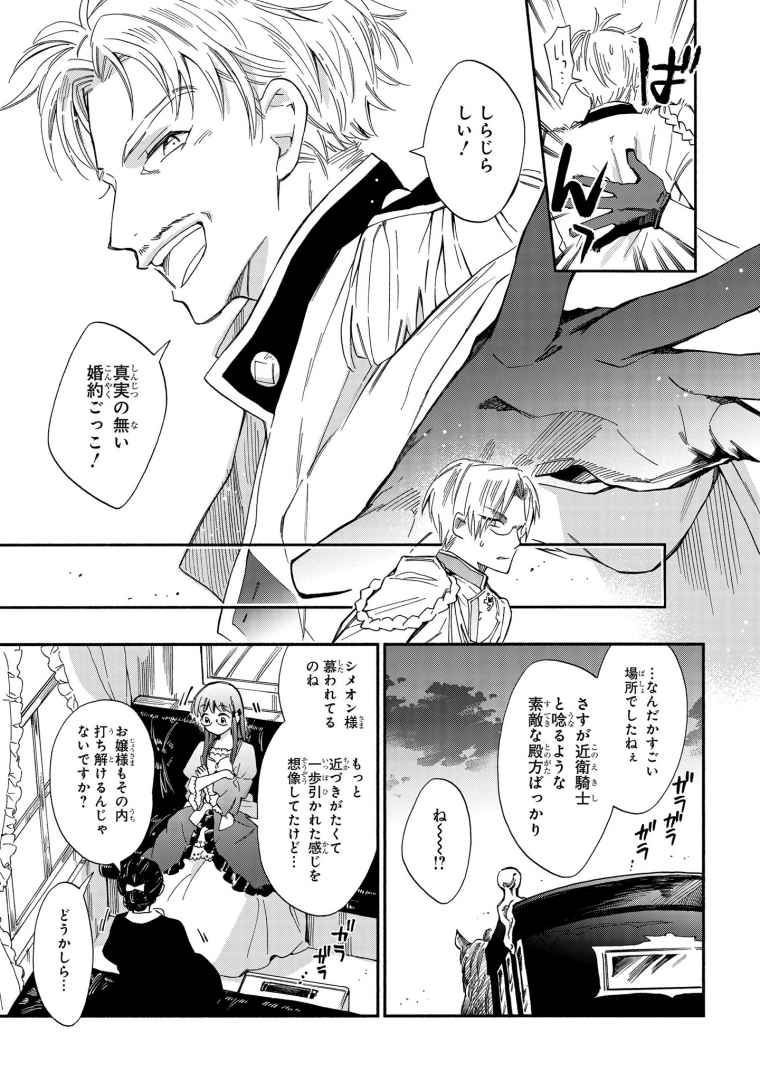 ばんっ
…!?
しらじら
しい!
真実の無い
婚約ごっこ!
…なんだかすごい
場所でしたねぇ
さすが近衛騎士
と唸るような
素敵な殿方ばっかり
ね〜〜!?
ガラガラ
シメオン様
慕われてる
のね
もっと
近づきがたくて
一歩引かれた感じを
想像してたけど…
ガラガラ
お嬢様もその内
打ち解けるんじゃ
ないですか?
どうかしら…